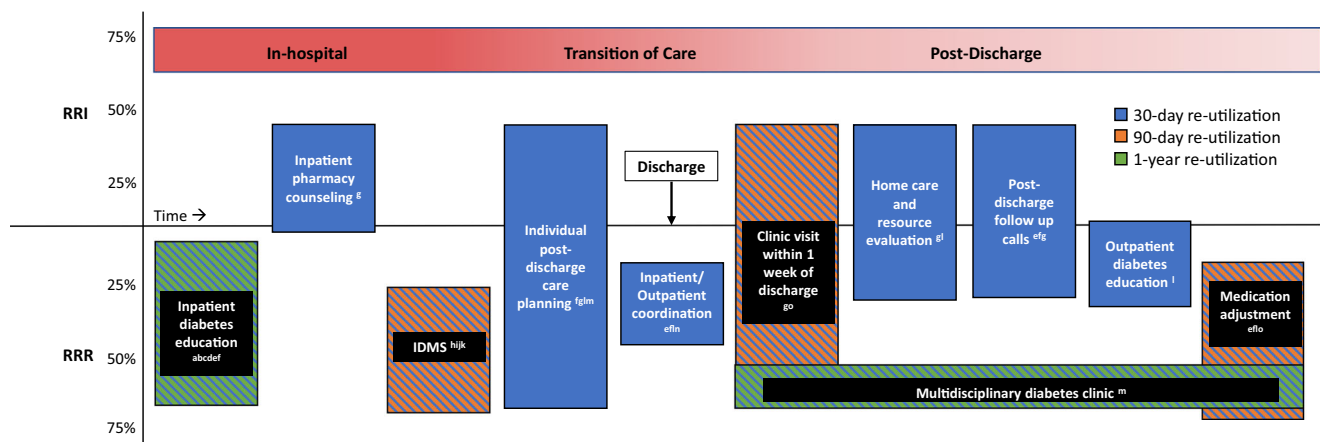 75%
In-hospital
Transition of Care
Post-Discharge
RRI
50%
30-day re-utilization
90-day re-utilization
1-year re-utilization
Inpatient
pharmacy
counseling g
Discharge
25%
Home care
and
resource
evaluation gl
Post-
discharge
follow up
calls efg
Time →
Individual
post-
discharge
care
planning fglm
Clinic visit
within 1
week of
discharge
go
Outpatient
diabetes
education l
25%
Inpatient
diabetes
education
abcdef
Inpatient/
Outpatient
coordination
efln
Medication
adjustment
eflo
IDMS hijk
RRR
50%
Multidisciplinary diabetes clinic m
75%